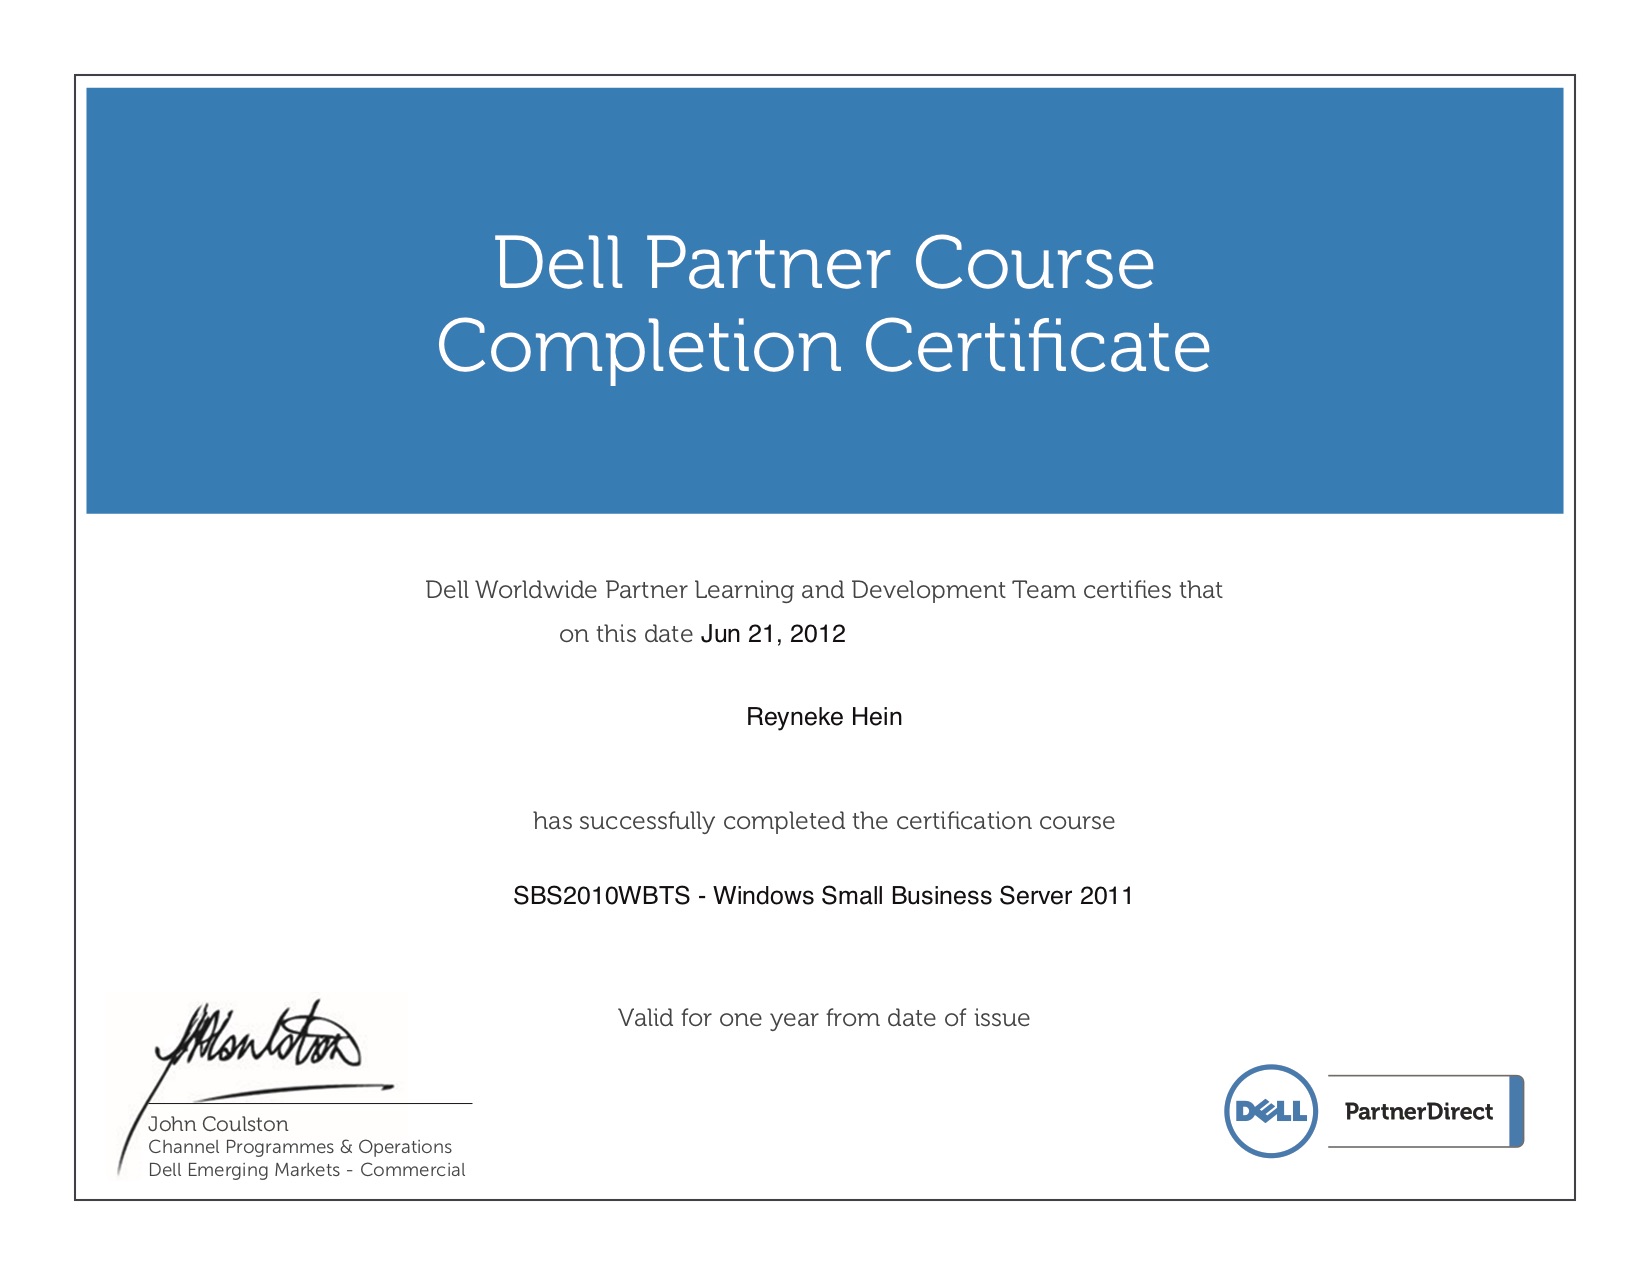 Dell Partner Course
Completion Certificate
Dell Worldwide Partner Learning and Development Team certifies that
on this date Jun 21, 2012
Reyneke Hein
has successfully completed the certification course
SBS2010WBTS - Windows Small Business Server 2011
Valid for one year from date of issue
John Coulston
Channel Programmes & Operations
Dell Emerging Markets - Commercial
DELL PartnerDirect